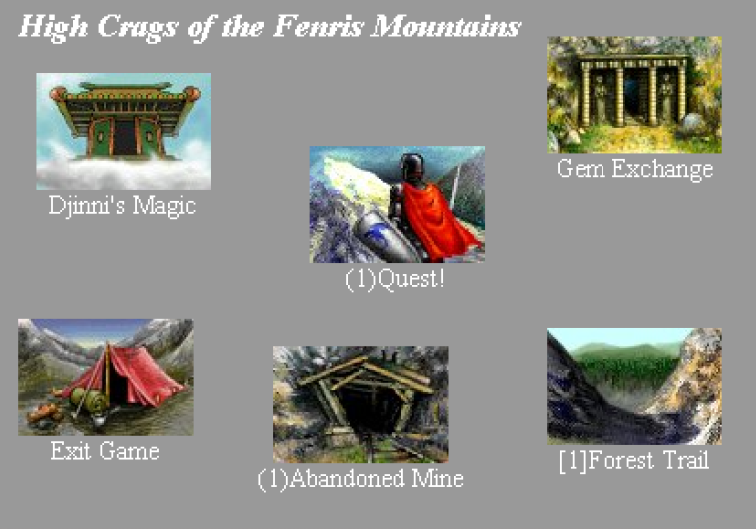 High Crags of the Fenris Mountains
Djinni's Magic
Gem Exchange
(1)Quest!
Exit Game
(1)Abandoned Mine
[1]Forest Trail